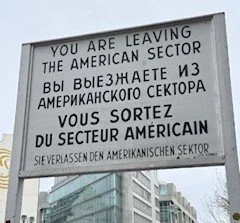 YOU ARE LEAVING
THE AMERICAN SECTOR
ВЫ ВЫЕЗЖАЕТЕ ИЗ
АМЕРИКАНСКОГО СЕКТОРА
VOUS SORTEZ
DU SECTEUR AMÉRICAIN
SIE VERLASSEN DEN AMERIKANISCHEN SEKTOR